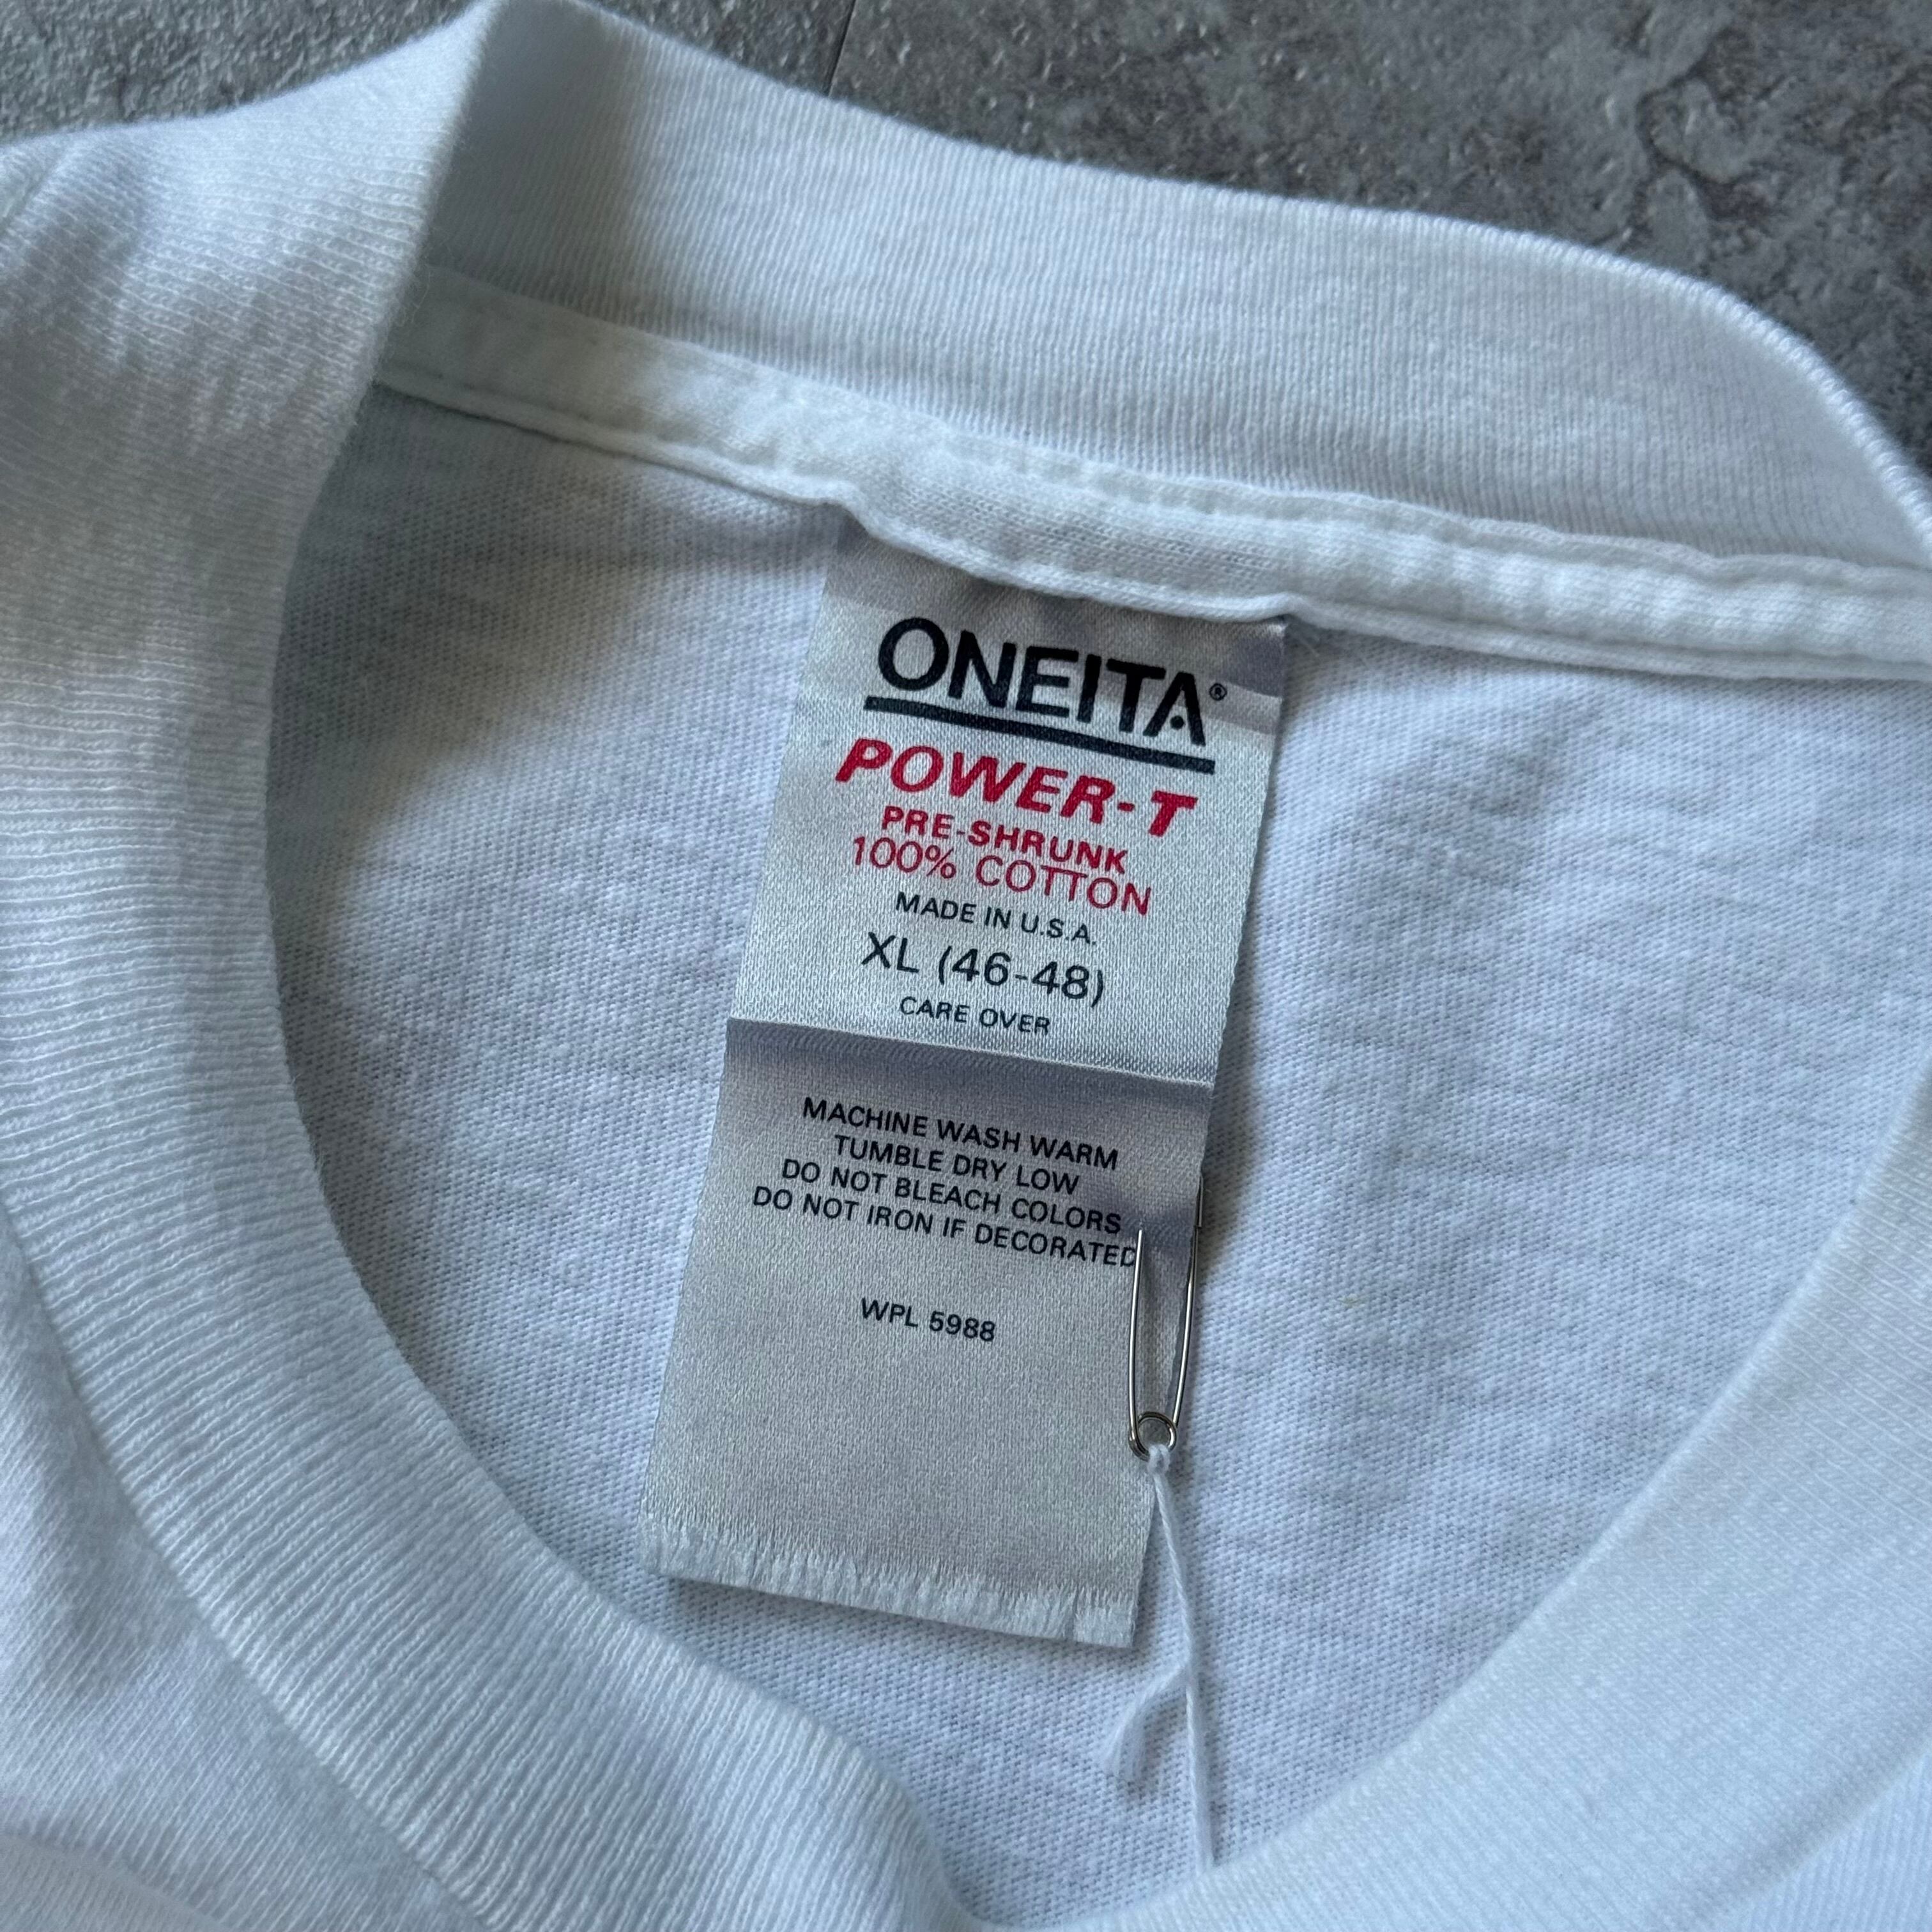 ONEITA®
POWER-T
PRE-SHRUNK
100% COTTON
MADE IN U.S.A.
XL (46-48)
CARE OVER
MACHINE WASH WARM
TUMBLE DRY LOW
DO NOT BLEACH COLORS
DO NOT IRON IF DECORATED
WPL 5988